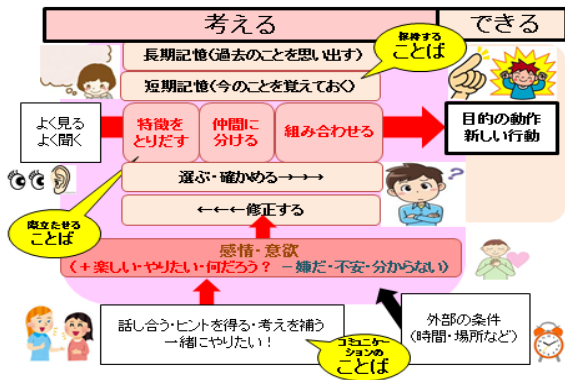 考える
できる
保持する
ことば
長期記憶(過去のことを思い出す)
短期記憶(今のことを覚えておく)
よく見る
よく聞く
特徴を
とりだす
仲間に
分ける
組み合わせる
目的の動作
新しい行動
選ぶ・確かめる→→→
←←←修正する
際立たせる
ことば
感情・意欲
(+楽しい・やりたい・何だろう? -嫌だ・不安・分からない)
話し合う・ヒントを得る・考えを補う
一緒にやりたい!
コミュニケー
ションの
ことば
外部の条件
(時間・場所など)
?